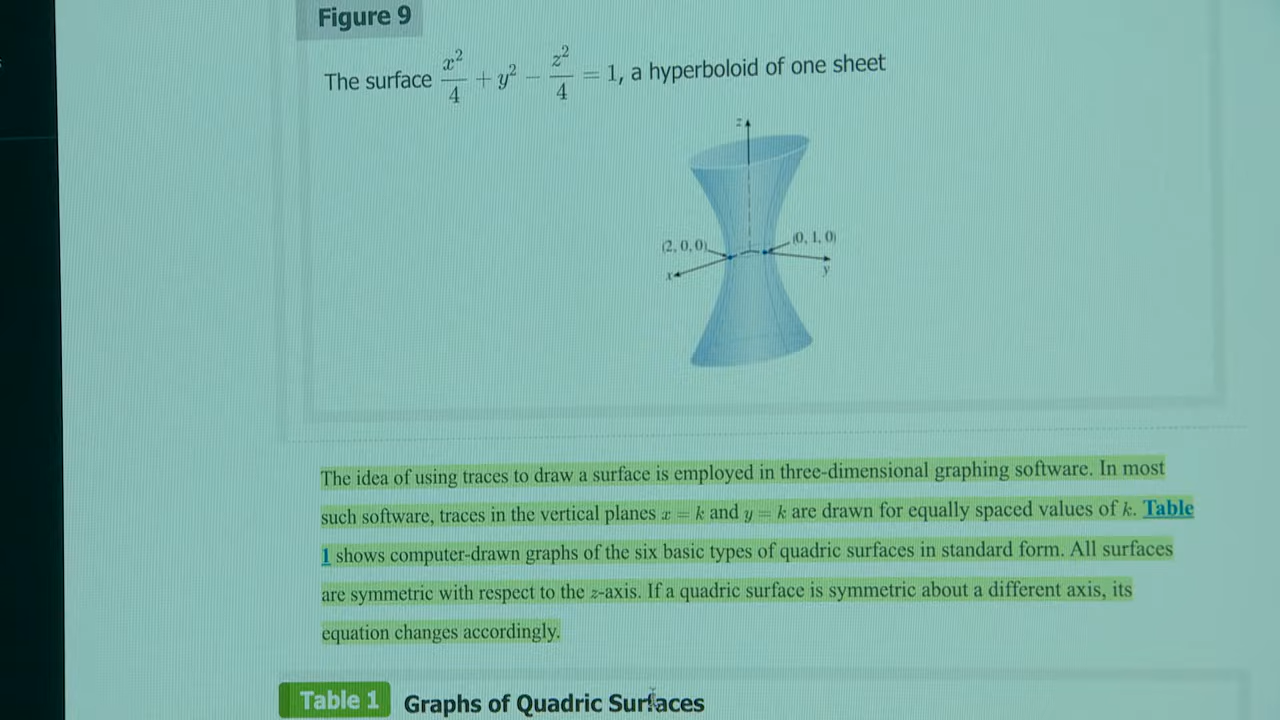 Figure 9
The surface x²/4 + y² − z²/4 = 1, a hyperboloid of one sheet
z
(2, 0, 0)
(0, 1, 0)
x
y
The idea of using traces to draw a surface is employed in three-dimensional graphing software. In most
such software, traces in the vertical planes x = k and y = k are drawn for equally spaced values of k. Table
1 shows computer-drawn graphs of the six basic types of quadric surfaces in standard form. All surfaces
are symmetric with respect to the z-axis. If a quadric surface is symmetric about a different axis, its
equation changes accordingly.
Table 1 Graphs of Quadric Surfaces